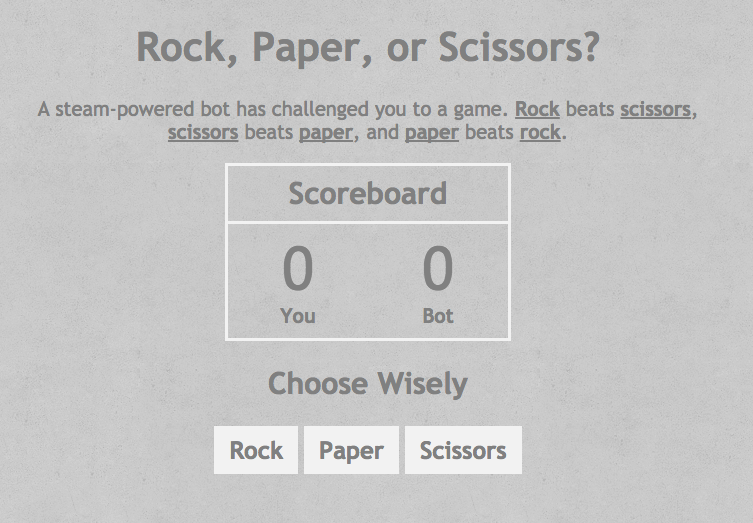 Rock, Paper, or Scissors?
A steam-powered bot has challenged you to a game. Rock beats scissors,
scissors beats paper, and paper beats rock.
Scoreboard
0 0
You Bot
Choose Wisely
Rock Paper Scissors